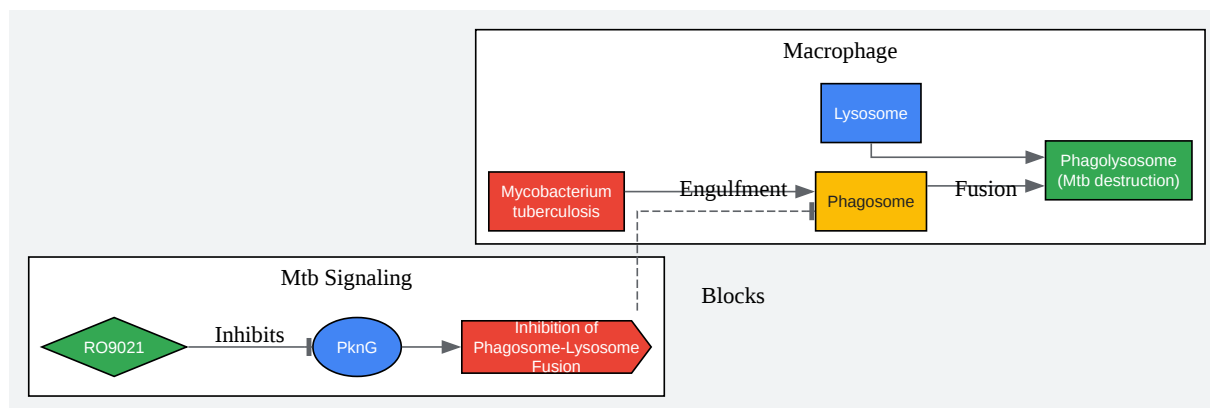 Macrophage
Lysosome
Phagolysosome
(Mtb destruction)
Mycobacterium
tuberculosis
Engulfment
Phagosome
Fusion
Mtb Signaling
Blocks
RO9021
Inhibits
PknG
Inhibition of
Phagosome-Lysosome
Fusion